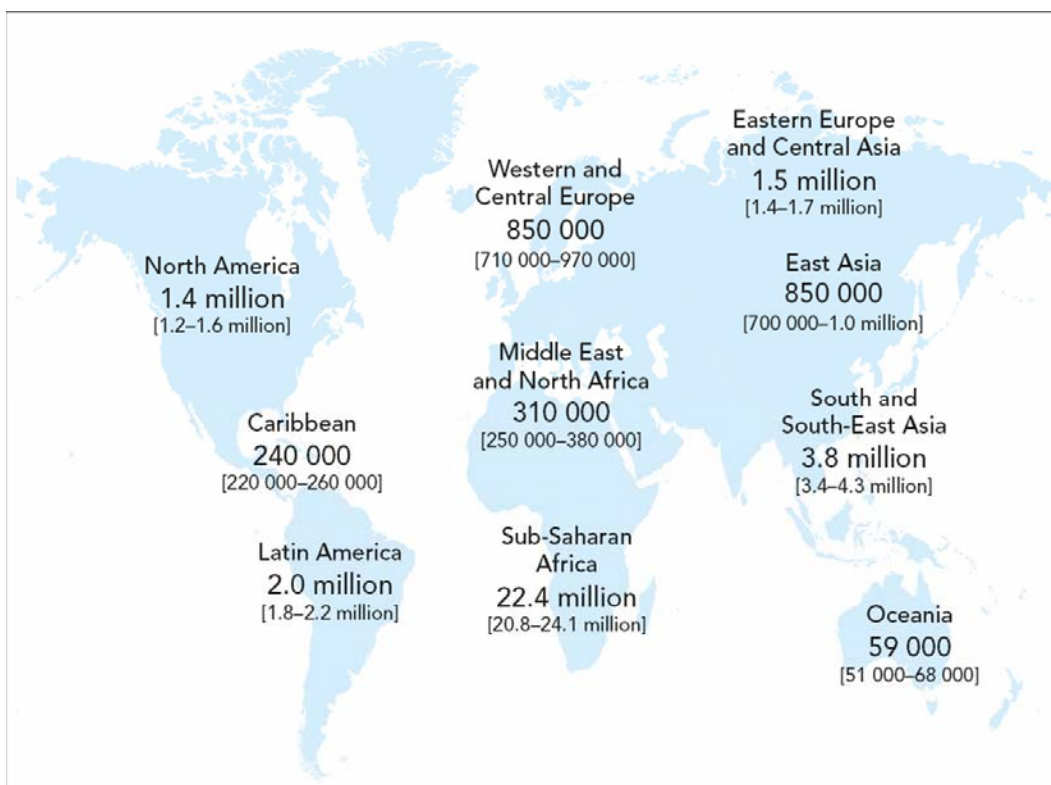 Eastern Europe
and Central Asia
1.5 million
[1.4–1.7 million]
Western and
Central Europe
850 000
[710 000–970 000]
North America
1.4 million
[1.2–1.6 million]
East Asia
850 000
[700 000–1.0 million]
Middle East
and North Africa
310 000
[250 000–380 000]
Caribbean
240 000
[220 000–260 000]
South and
South-East Asia
3.8 million
[3.4–4.3 million]
Latin America
2.0 million
[1.8–2.2 million]
Sub-Saharan
Africa
22.4 million
[20.8–24.1 million]
Oceania
59 000
[51 000–68 000]